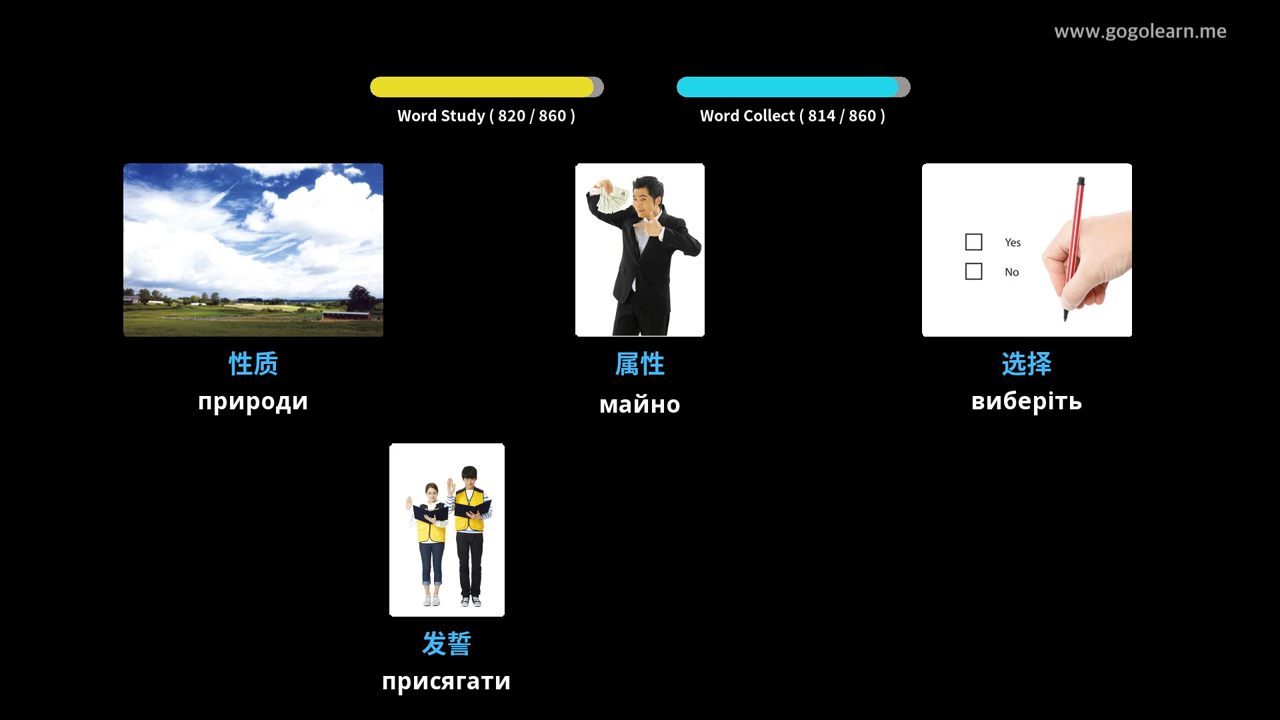 www.gogolearn.me
Word Study ( 820 / 860 )
Word Collect ( 814 / 860 )
Yes
No
性质
природи
属性
майно
选择
виберіть
发誓
присягати